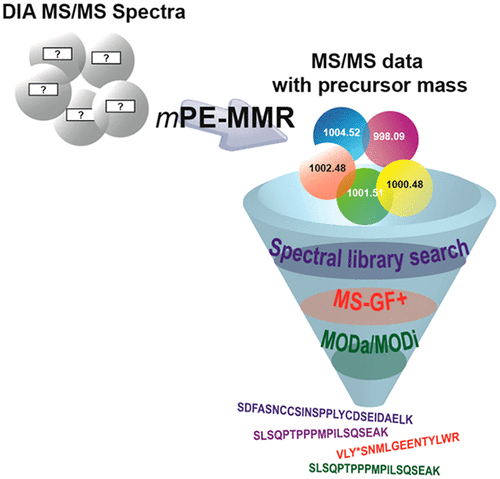 DIA MS/MS Spectra
?
?
?
?
?
mPE-MMR
MS/MS data
with precursor mass
1004.52
998.09
1002.48
1001.51
1000.48
Spectral library search
MS-GF+
MODa/MODi
SDFASNCCSINSPPLYCDSEIDAELK
SLSQPTPPPMPILSQSEAK
VLY*SNMLGEENTYLWR
SLSQPTPPPMPILSQSEAK